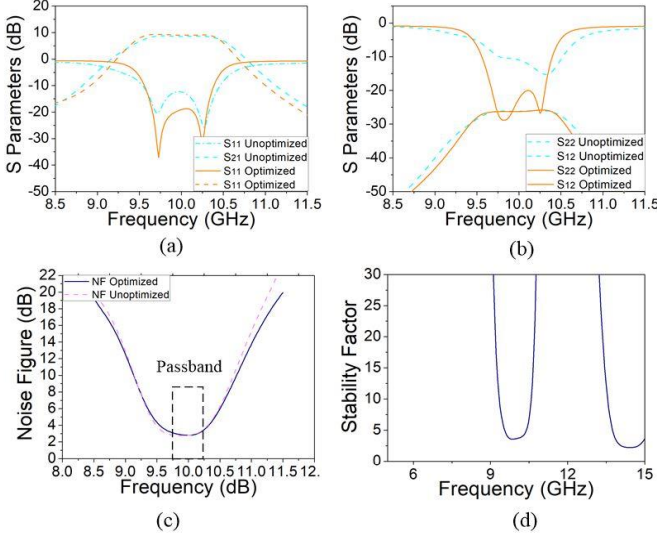 20
10
0
-10
-20
-30
-40
-50
S Parameters (dB)
S11 Unoptimized
S21 Unoptimized
S11 Optimized
S11 Optimized
8.5 9.0 9.5 10.0 10.5 11.0 11.5
Frequency (GHz)
(a)
0
-10
-20
-30
-40
-50
S Parameters (dB)
S22 Unoptimized
S12 Unoptimized
S22 Optimized
S12 Optimized
8.5 9.0 9.5 10.0 10.5 11.0 11.5
Frequency (GHz)
(b)
22
20
18
16
14
12
10
8
6
4
2
0
Noise Figure (dB)
NF Optimized
NF Unoptimized
Passband
8.0 8.5 9.0 9.5 10.0 10.5 11.0 11.5 12.
Frequency (dB)
(c)
30
25
20
15
10
5
0
Stability Factor
6 9 12 15
Frequency (GHz)
(d)